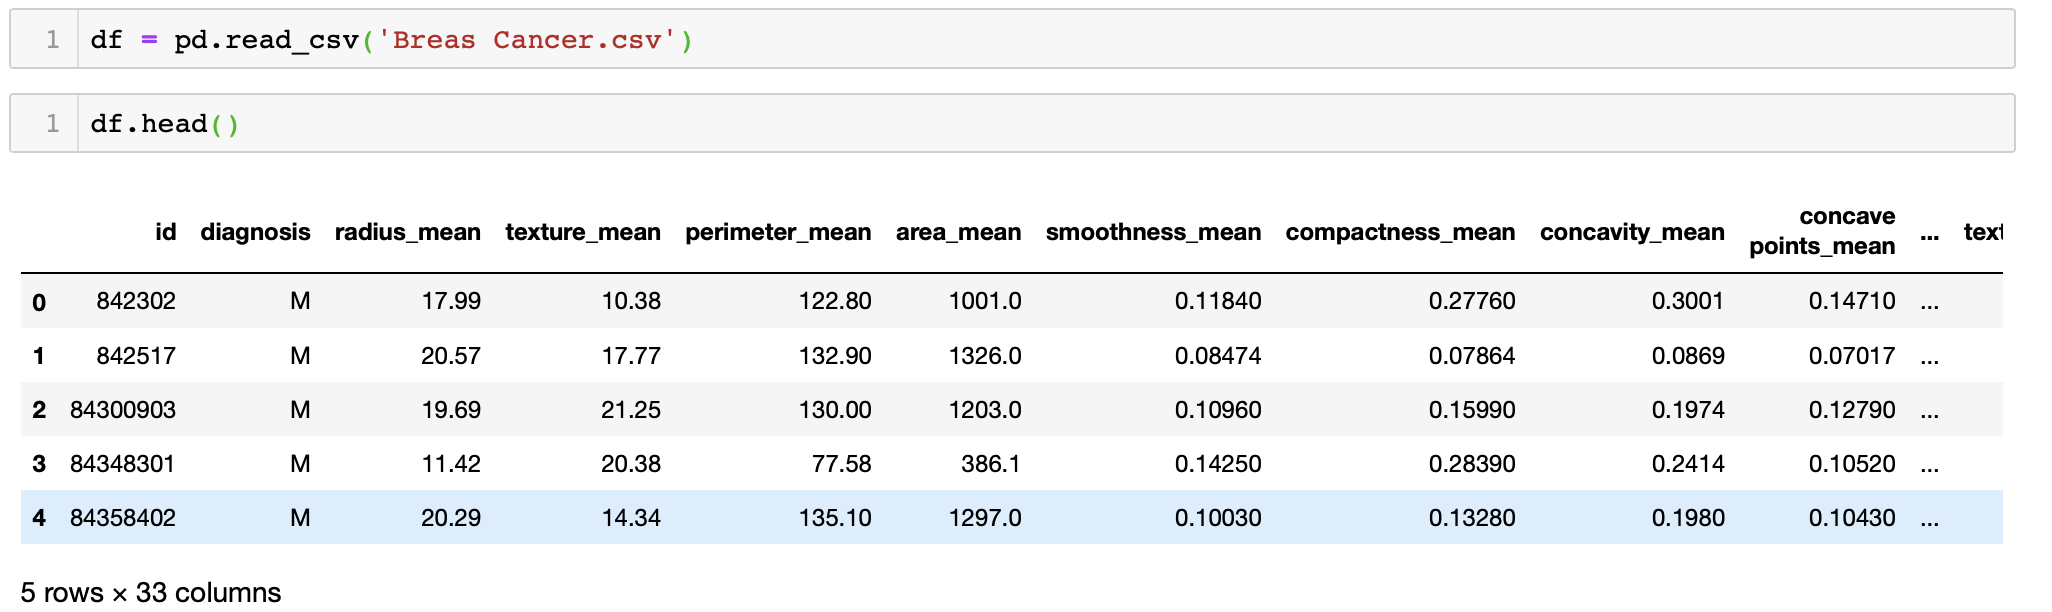 1 df = pd.read_csv('Breas Cancer.csv')
1 df.head()
id diagnosis radius_mean texture_mean perimeter_mean area_mean smoothness_mean compactness_mean concavity_mean concave points_mean ... text
0 842302 M 17.99 10.38 122.80 1001.0 0.11840 0.27760 0.3001 0.14710 ...
1 842517 M 20.57 17.77 132.90 1326.0 0.08474 0.07864 0.0869 0.07017 ...
2 84300903 M 19.69 21.25 130.00 1203.0 0.10960 0.15990 0.1974 0.12790 ...
3 84348301 M 11.42 20.38 77.58 386.1 0.14250 0.28390 0.2414 0.10520 ...
4 84358402 M 20.29 14.34 135.10 1297.0 0.10030 0.13280 0.1980 0.10430 ...
5 rows × 33 columns